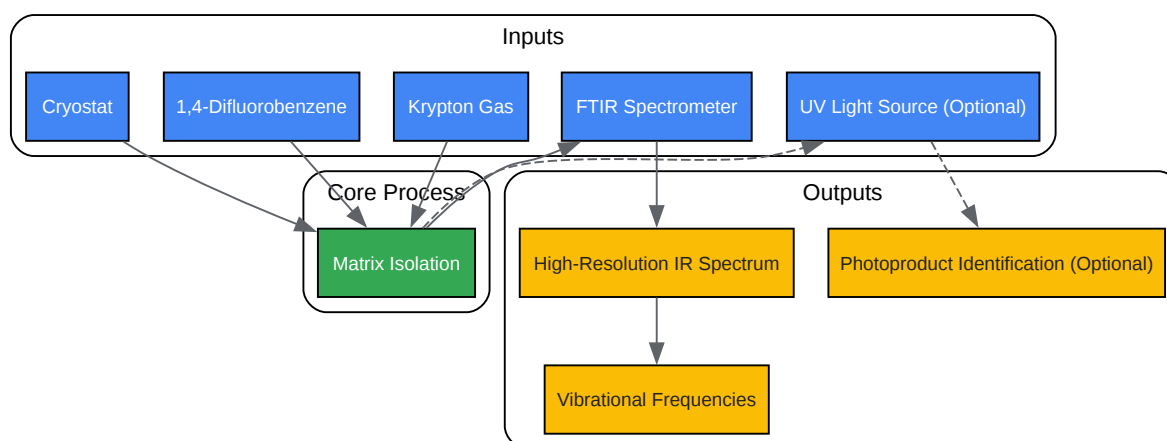 Inputs
Cryostat
1,4-Difluorobenzene
Krypton Gas
FTIR Spectrometer
UV Light Source (Optional)
Core Process
Outputs
Matrix Isolation
High-Resolution IR Spectrum
Photoproduct Identification (Optional)
Vibrational Frequencies